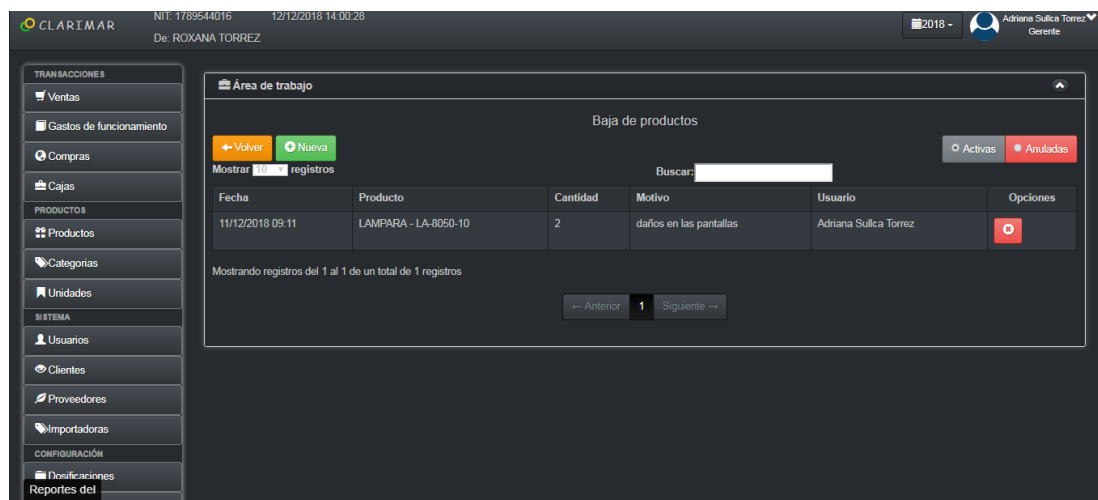 CLARIMAR
NIT: 1789544016 12/12/2018 14:00:28
De: ROXANA TORREZ
2018
Adriana Sullca Torrez
Gerente
TRANSACCIONES
Ventas
Gastos de funcionamiento
Compras
Cajas
PRODUCTOS
Productos
Categorias
Unidades
SISTEMA
Usuarios
Clientes
Proveedores
Importadoras
CONFIGURACIÓN
Dosificaciones
Reportes del
Área de trabajo
Baja de productos
Volver Nueva Activas Anuladas
Mostrar 10 registros Buscar:
Fecha Producto Cantidad Motivo Usuario Opciones
11/12/2018 09:11 LAMPARA - LA-8050-10 2 daños en las pantallas Adriana Sullca Torrez
Mostrando registros del 1 al 1 de un total de 1 registros
← Anterior 1 Siguiente →